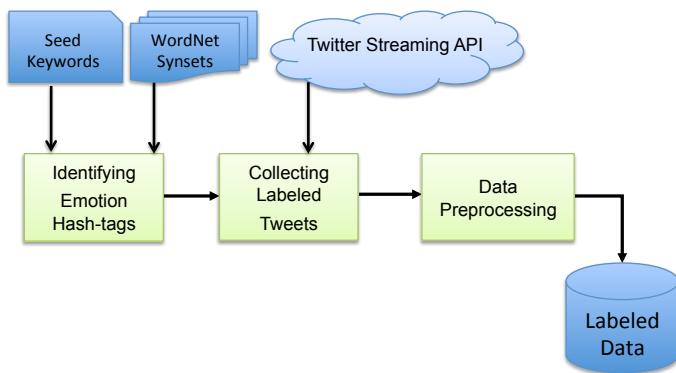 Seed
Keywords
WordNet
Synsets
Twitter Streaming API
Identifying
Emotion
Hash-tags
Collecting
Labeled
Tweets
Data
Preprocessing
Labeled
Data